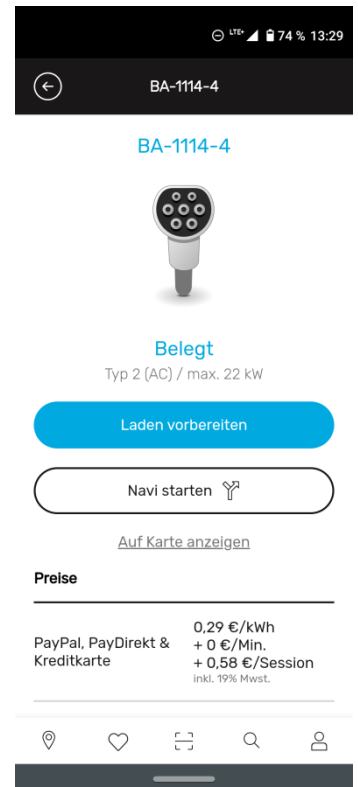 LTE+ 74 % 13:29
BA-1114-4
BA-1114-4
Belegt
Typ 2 (AC) / max. 22 kW
Laden vorbereiten
Navi starten
Auf Karte anzeigen
Preise
PayPal, PayDirekt &
Kreditkarte
0,29 €/kWh
+ 0 €/Min.
+ 0,58 €/Session
inkl. 19% Mwst.